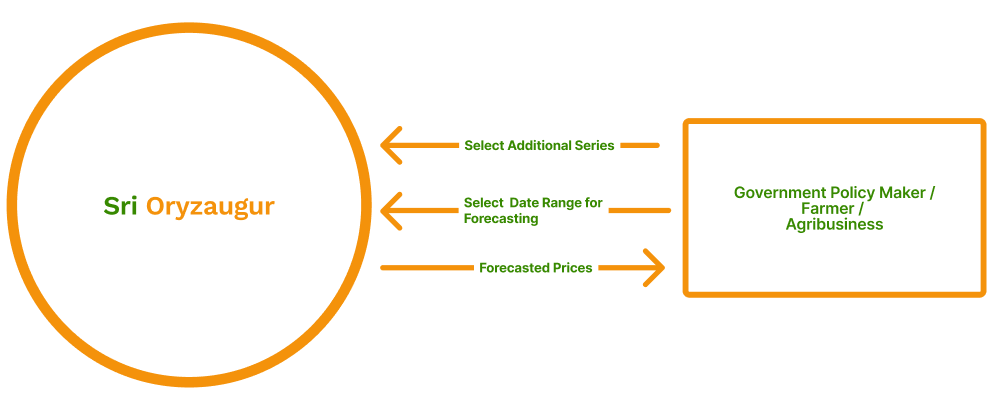 Sri Oryzaugur
Select Additional Series
Select Date Range for
Forecasting
Forecasted Prices
Government Policy Maker /
Farmer /
Agribusiness